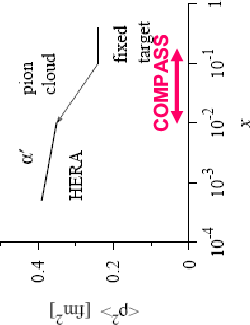 <ρ²> [fm²]
0.4
0.2
0
α′
HERA
pion
cloud
fixed
target
COMPASS
10⁻⁴
10⁻³
10⁻²
10⁻¹
1
x